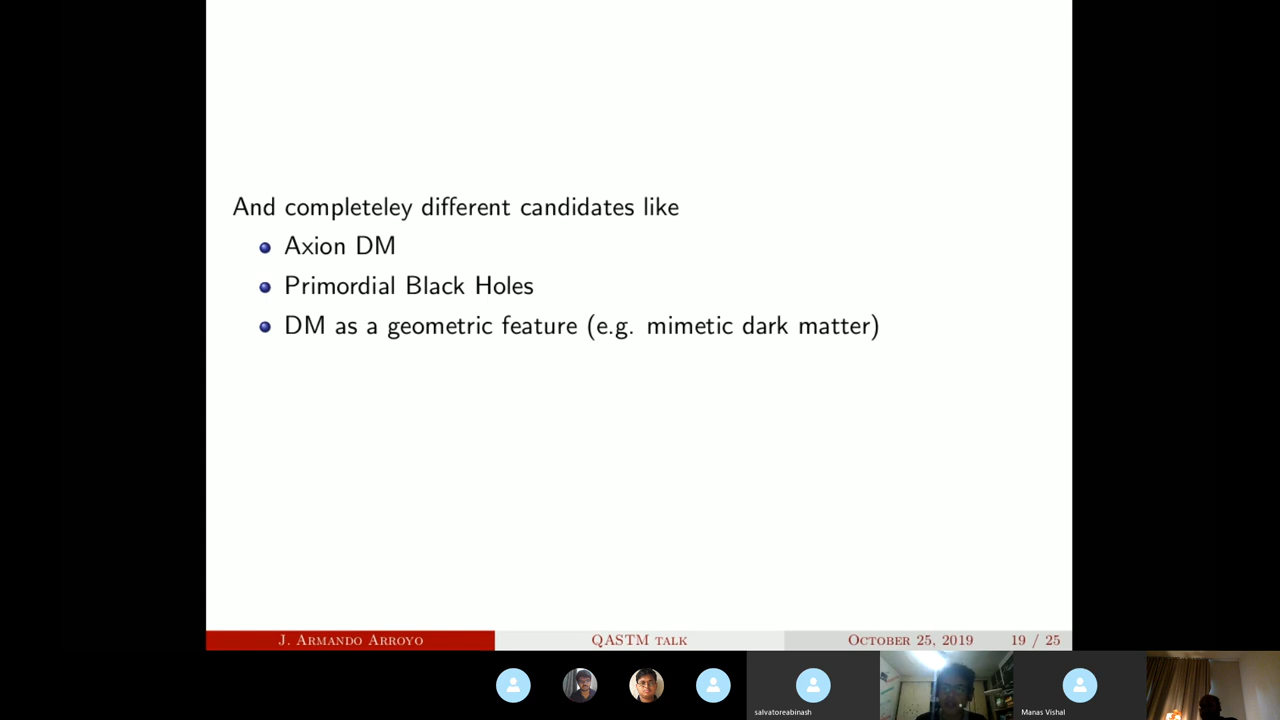 And completeley different candidates like
Axion DM
Primordial Black Holes
DM as a geometric feature (e.g. mimetic dark matter)
J. Armando Arroyo
QASTM talk
October 25, 2019
19 / 25
salvatoreabinash
Manas Vishal